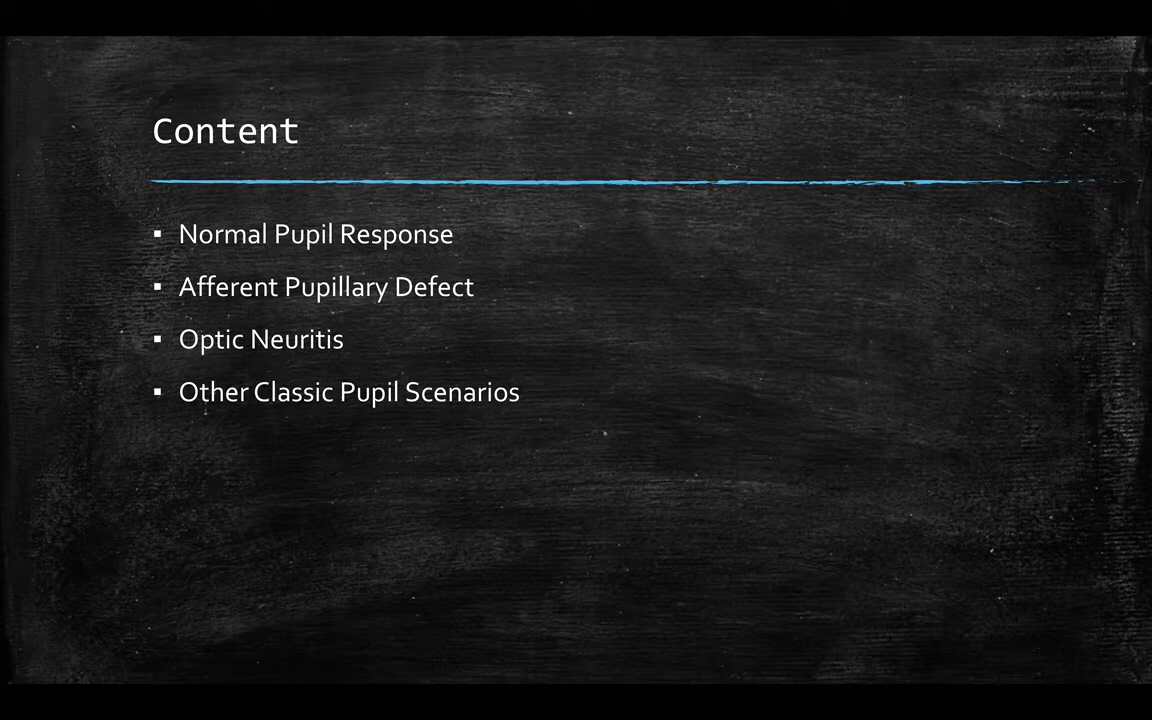 Content
▪ Normal Pupil Response
▪ Afferent Pupillary Defect
▪ Optic Neuritis
▪ Other Classic Pupil Scenarios